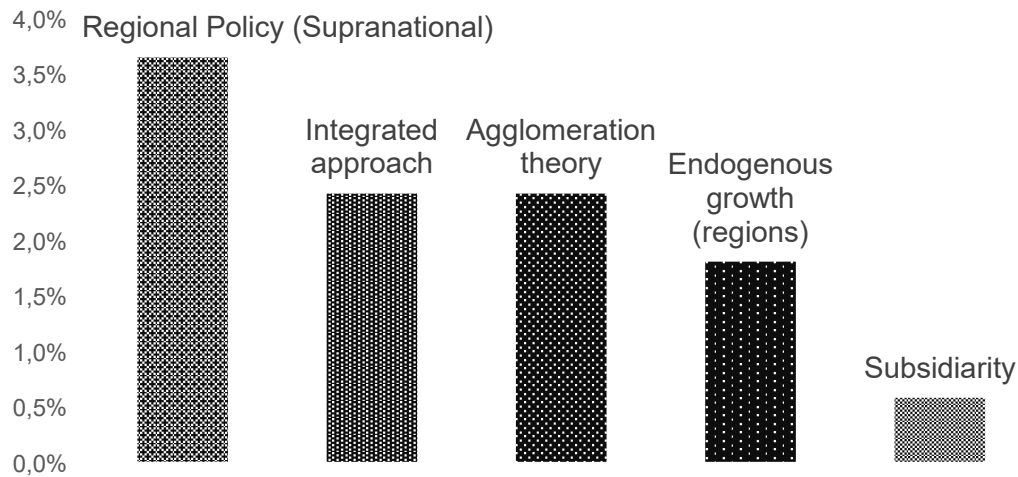 4,0%
Regional Policy (Supranational)
3,5%
3,0%
Integrated
approach
Agglomeration
theory
Endogenous
growth
(regions)
2,5%
2,0%
1,5%
1,0%
Subsidiarity
0,5%
0,0%